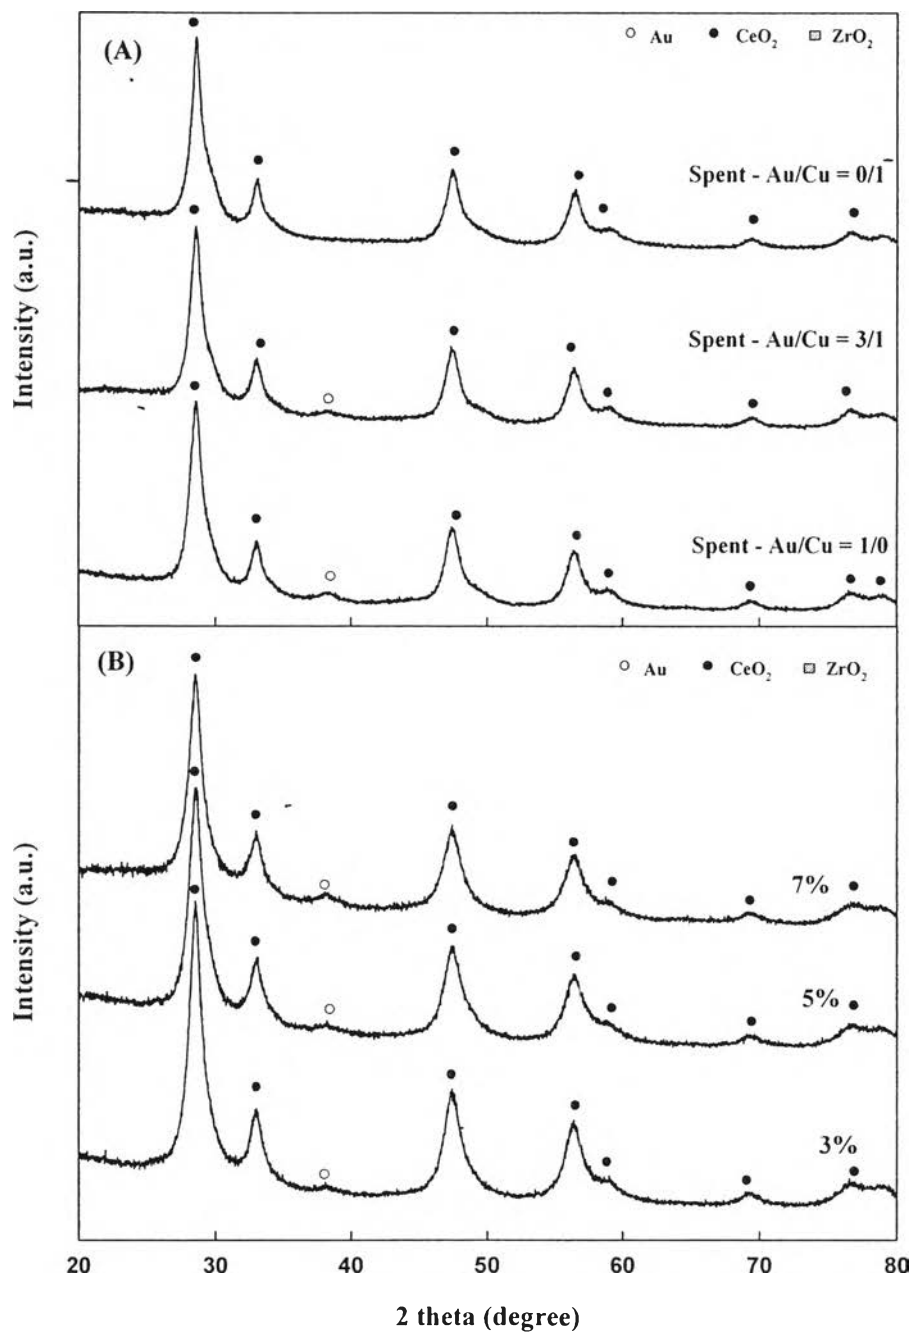 (A)
○ Au ● CeO₂ ▫ ZrO₂
Spent - Au/Cu = 0/1
Spent - Au/Cu = 3/1
Spent - Au/Cu = 1/0
Intensity (a.u.)
(B)
○ Au ● CeO₂ ▫ ZrO₂
7%
5%
3%
Intensity (a.u.)
20 30 40 50 60 70 80
2 theta (degree)